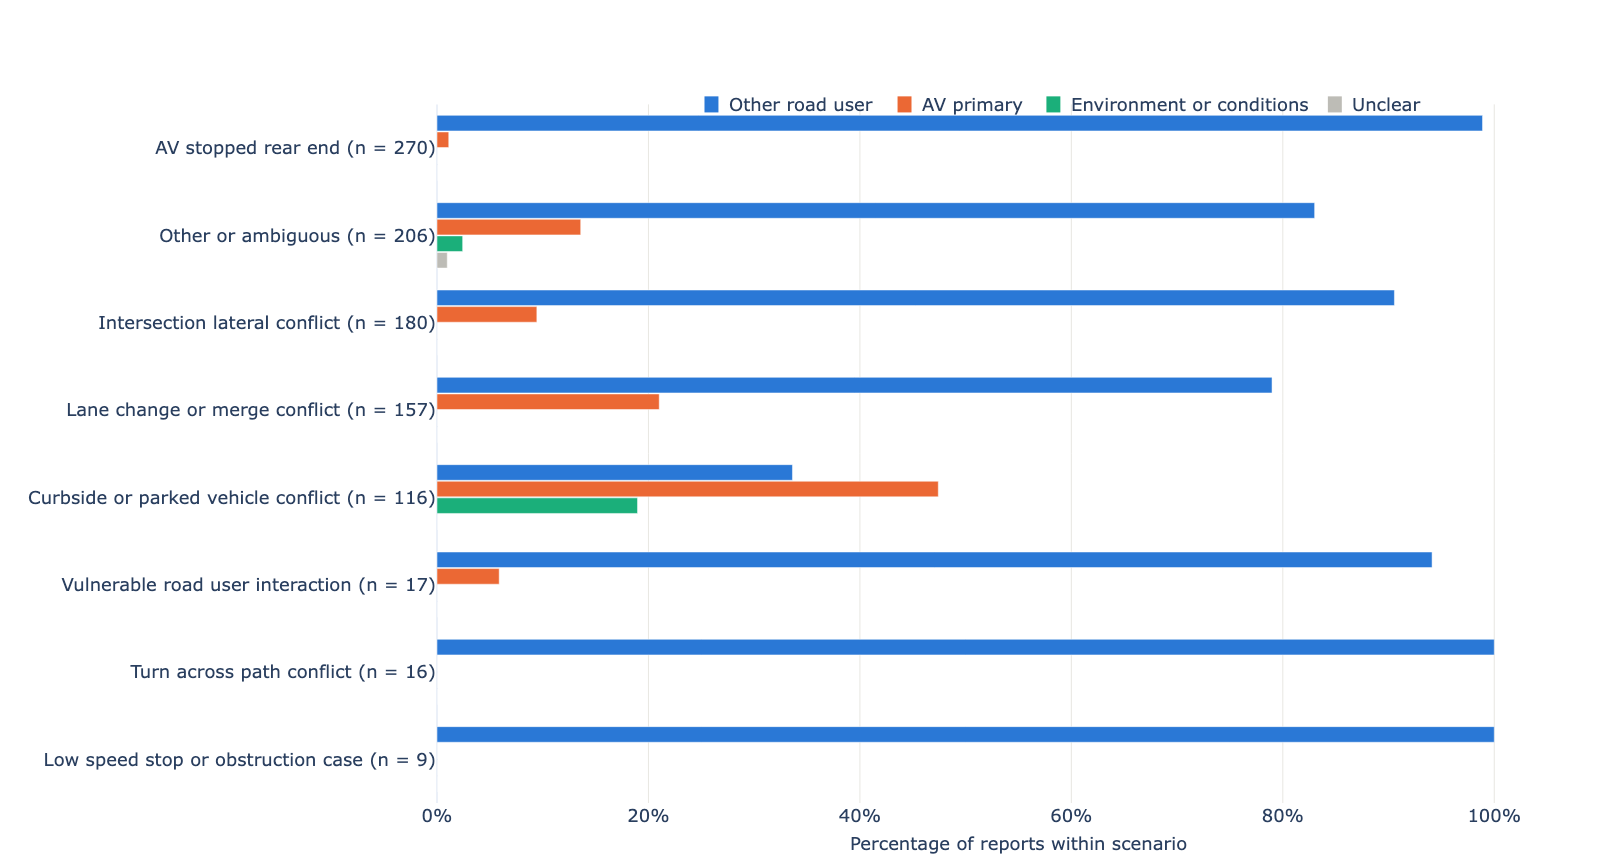 Other road user AV primary Environment or conditions Unclear
AV stopped rear end (n = 270)
Other or ambiguous (n = 206)
Intersection lateral conflict (n = 180)
Lane change or merge conflict (n = 157)
Curbside or parked vehicle conflict (n = 116)
Vulnerable road user interaction (n = 17)
Turn across path conflict (n = 16)
Low speed stop or obstruction case (n = 9)
0% 20% 40% 60% 80% 100%
Percentage of reports within scenario